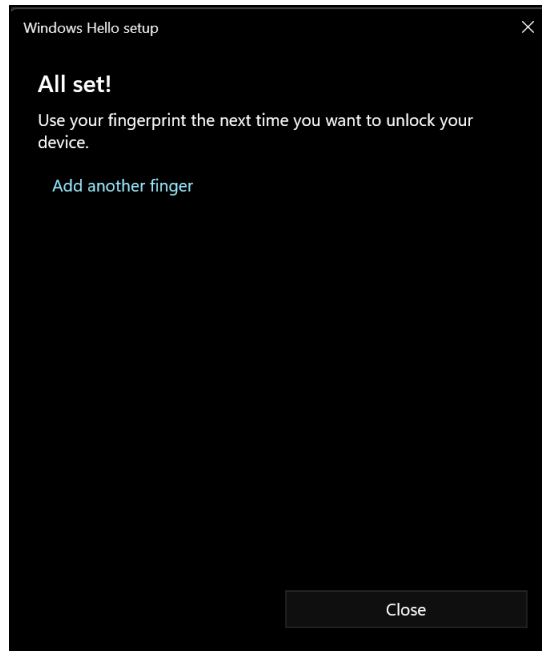 Windows Hello setup
All set!
Use your fingerprint the next time you want to unlock your
device.
Add another finger
Close